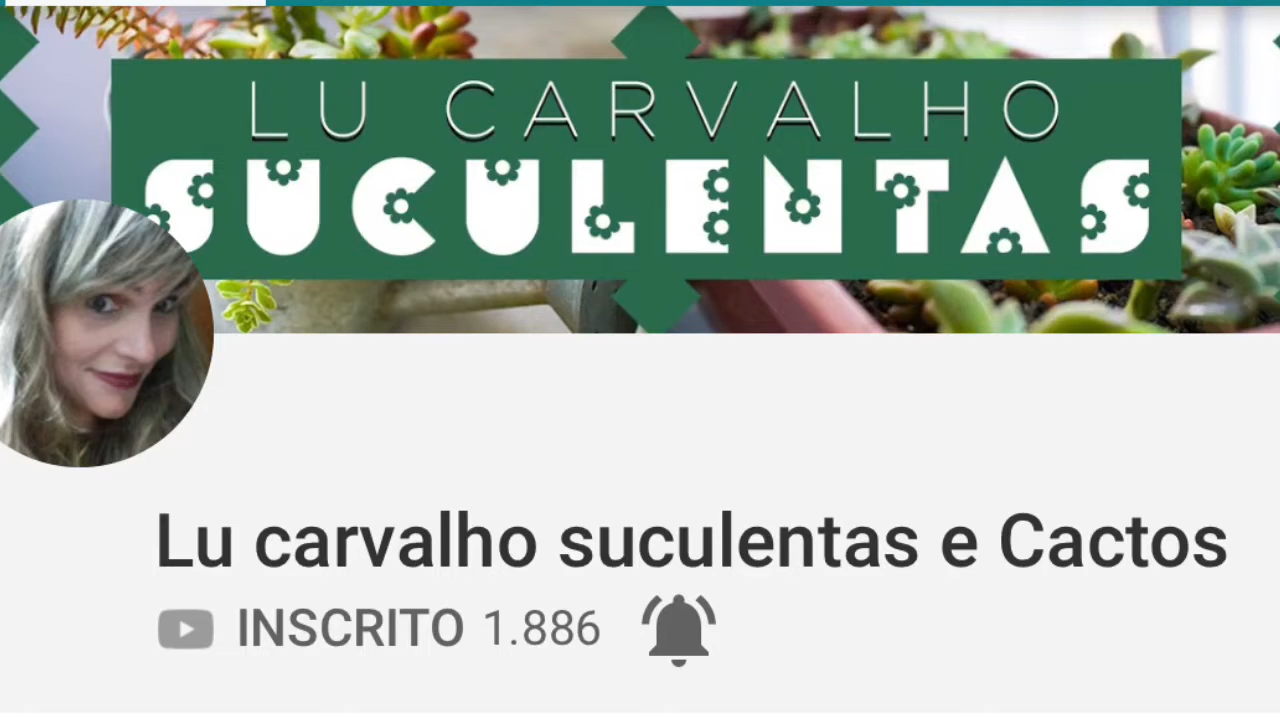 LU CARVALHO
SUCULENTAS
Lu carvalho suculentas e Cactos
INSCRITO 1.886